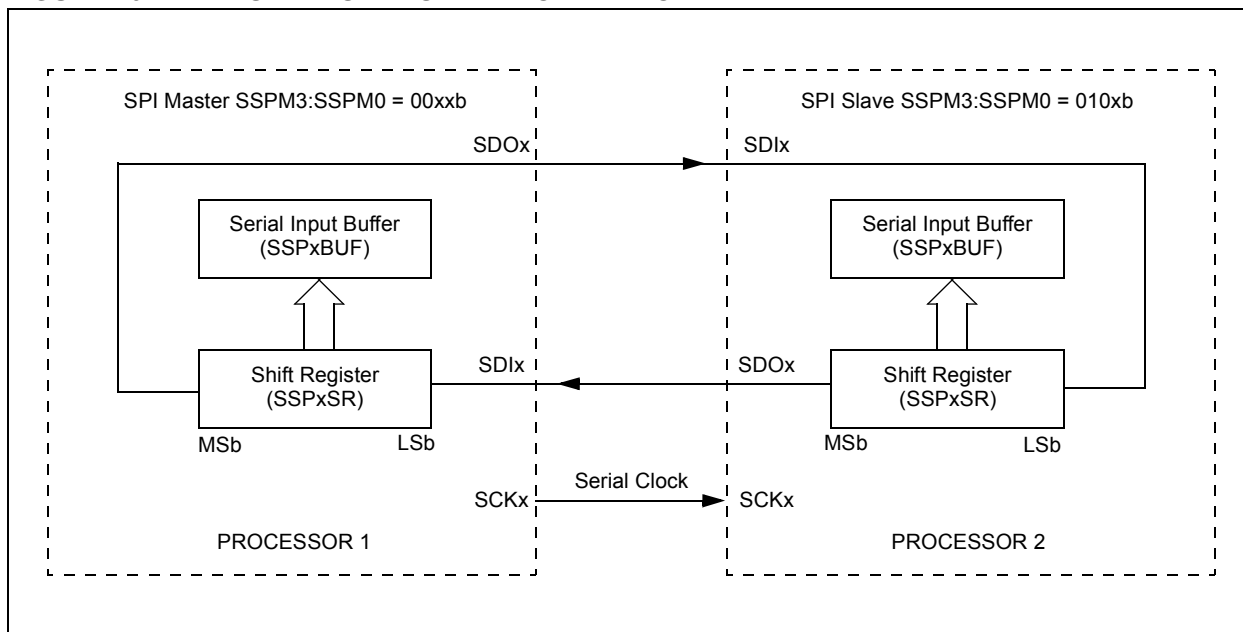 SPI Master SSPM3:SSPM0 = 00xxb
SPI Slave SSPM3:SSPM0 = 010xb
SDOx
SDIx
Serial Input Buffer
(SSPxBUF)
Serial Input Buffer
(SSPxBUF)
Shift Register
(SSPxSR)
SDIx
SDOx
Shift Register
(SSPxSR)
MSb
LSb
MSb
LSb
Serial Clock
SCKx
SCKx
PROCESSOR 1
PROCESSOR 2